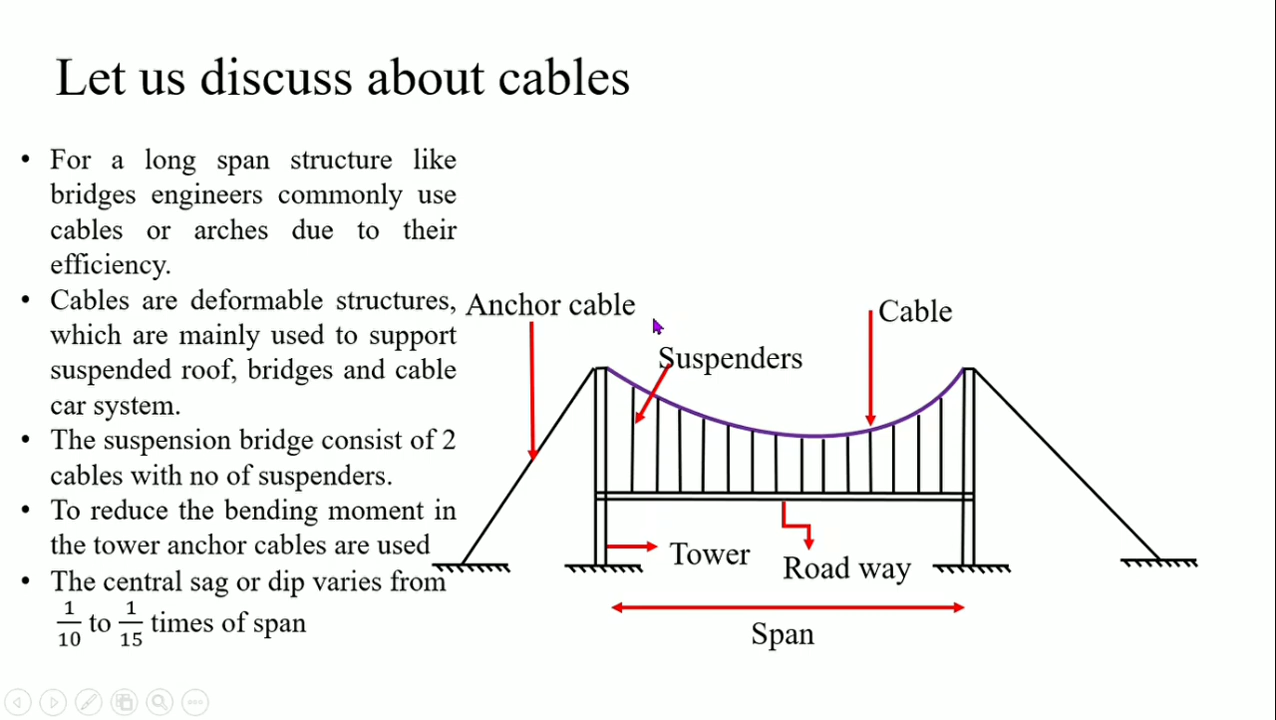 Let us discuss about cables
• For a long span structure like
bridges engineers commonly use
cables or arches due to their
efficiency.
• Cables are deformable structures,
which are mainly used to support
suspended roof, bridges and cable
car system.
• The suspension bridge consist of 2
cables with no of suspenders.
• To reduce the bending moment in
the tower anchor cables are used
• The central sag or dip varies from
1/10 to 1/15 times of span
Anchor cable
Cable
Suspenders
Tower
Road way
Span